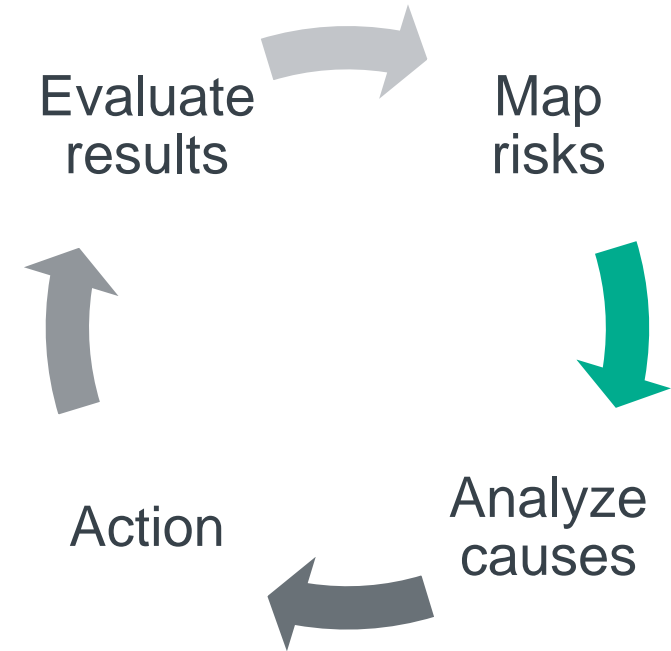 Evaluate
results
Map
risks
Analyze
causes
Action